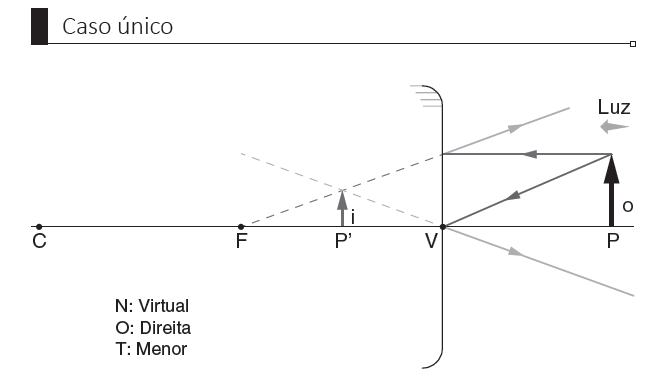 Caso único
Luz
i
o
C
F
P'
V
P
N: Virtual
O: Direita
T: Menor